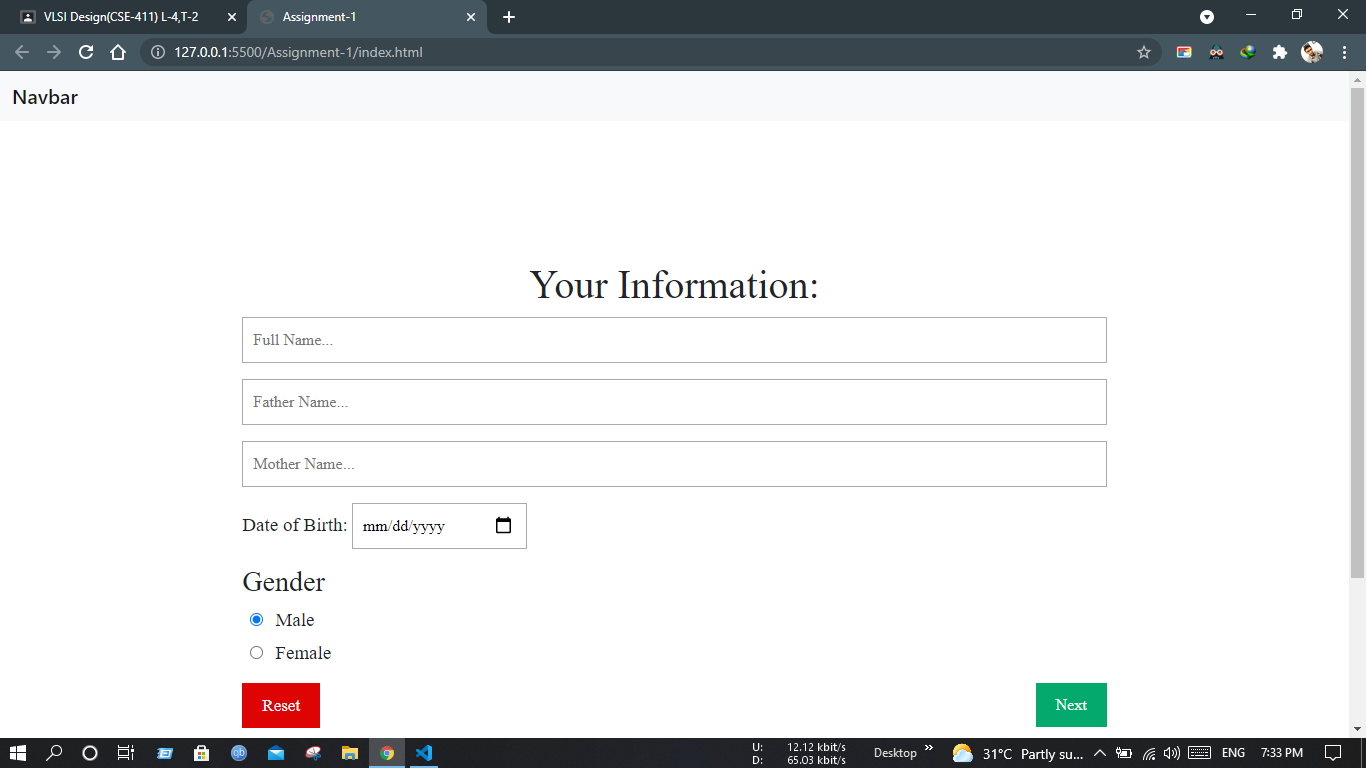 VLSI Design(CSE-411) L-4,T-2
Assignment-1
127.0.0.1:5500/Assignment-1/index.html
Navbar
Your Information:
Full Name...
Father Name...
Mother Name...
Date of Birth: mm/dd/yyyy
Gender
Male
Female
Reset Next
U: 12.12 kbit/s
D: 65.03 kbit/s
Desktop » 31°C Partly su... ENG 7:33 PM